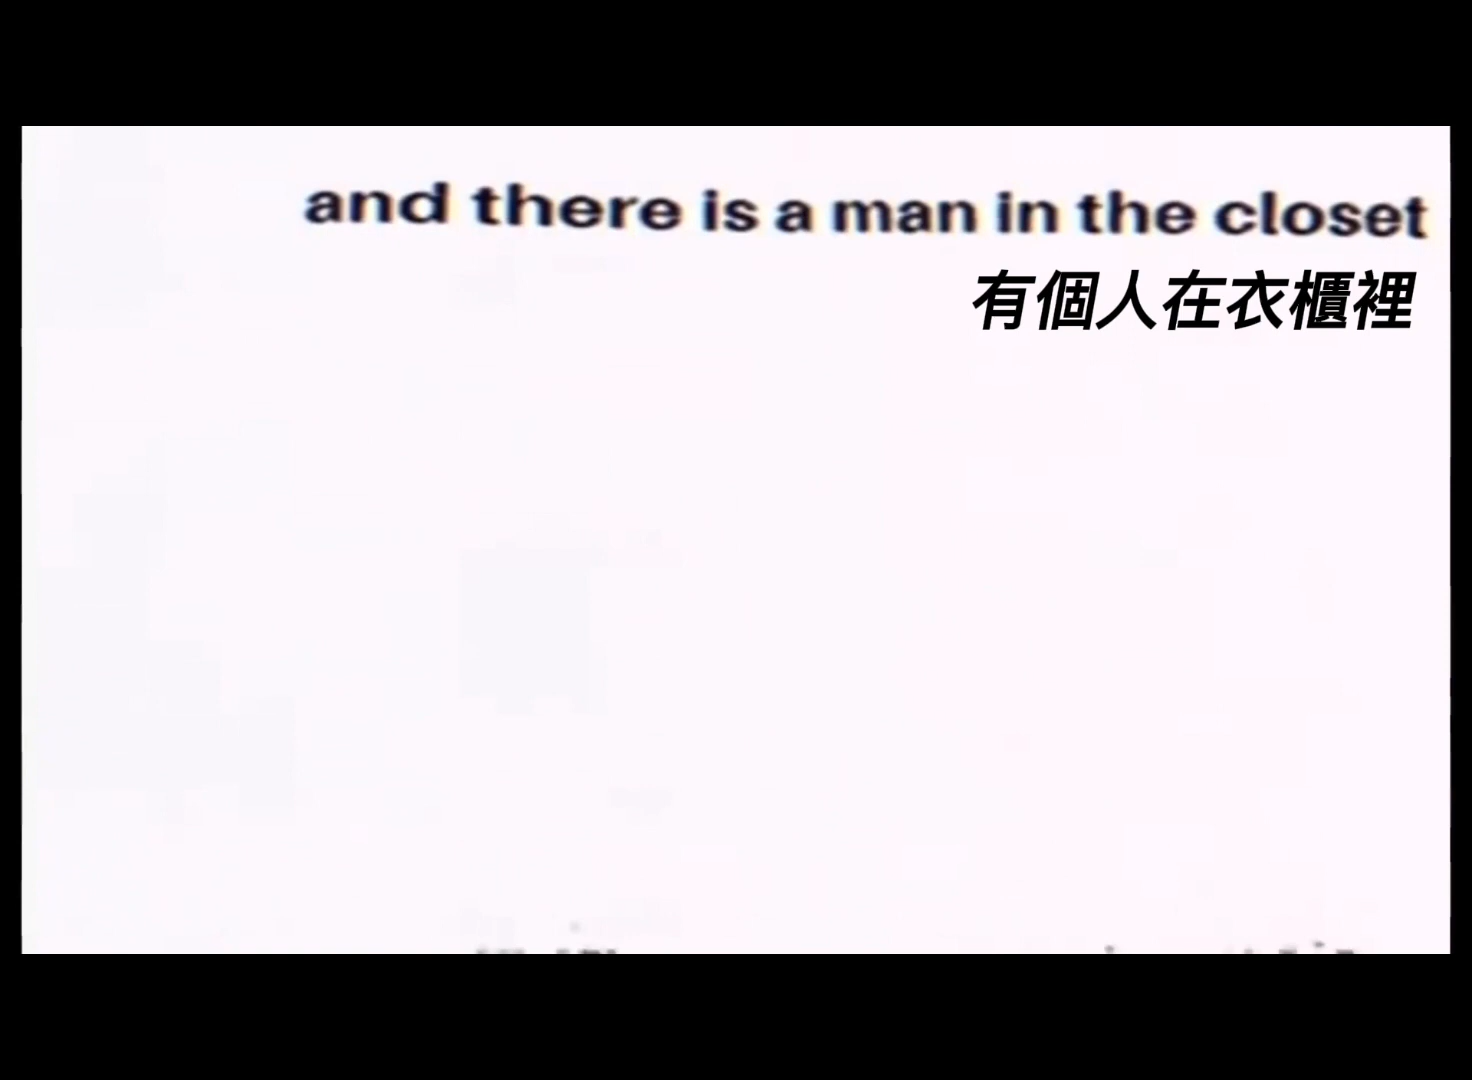 and there is a man in the closet
有個人在衣櫃裡